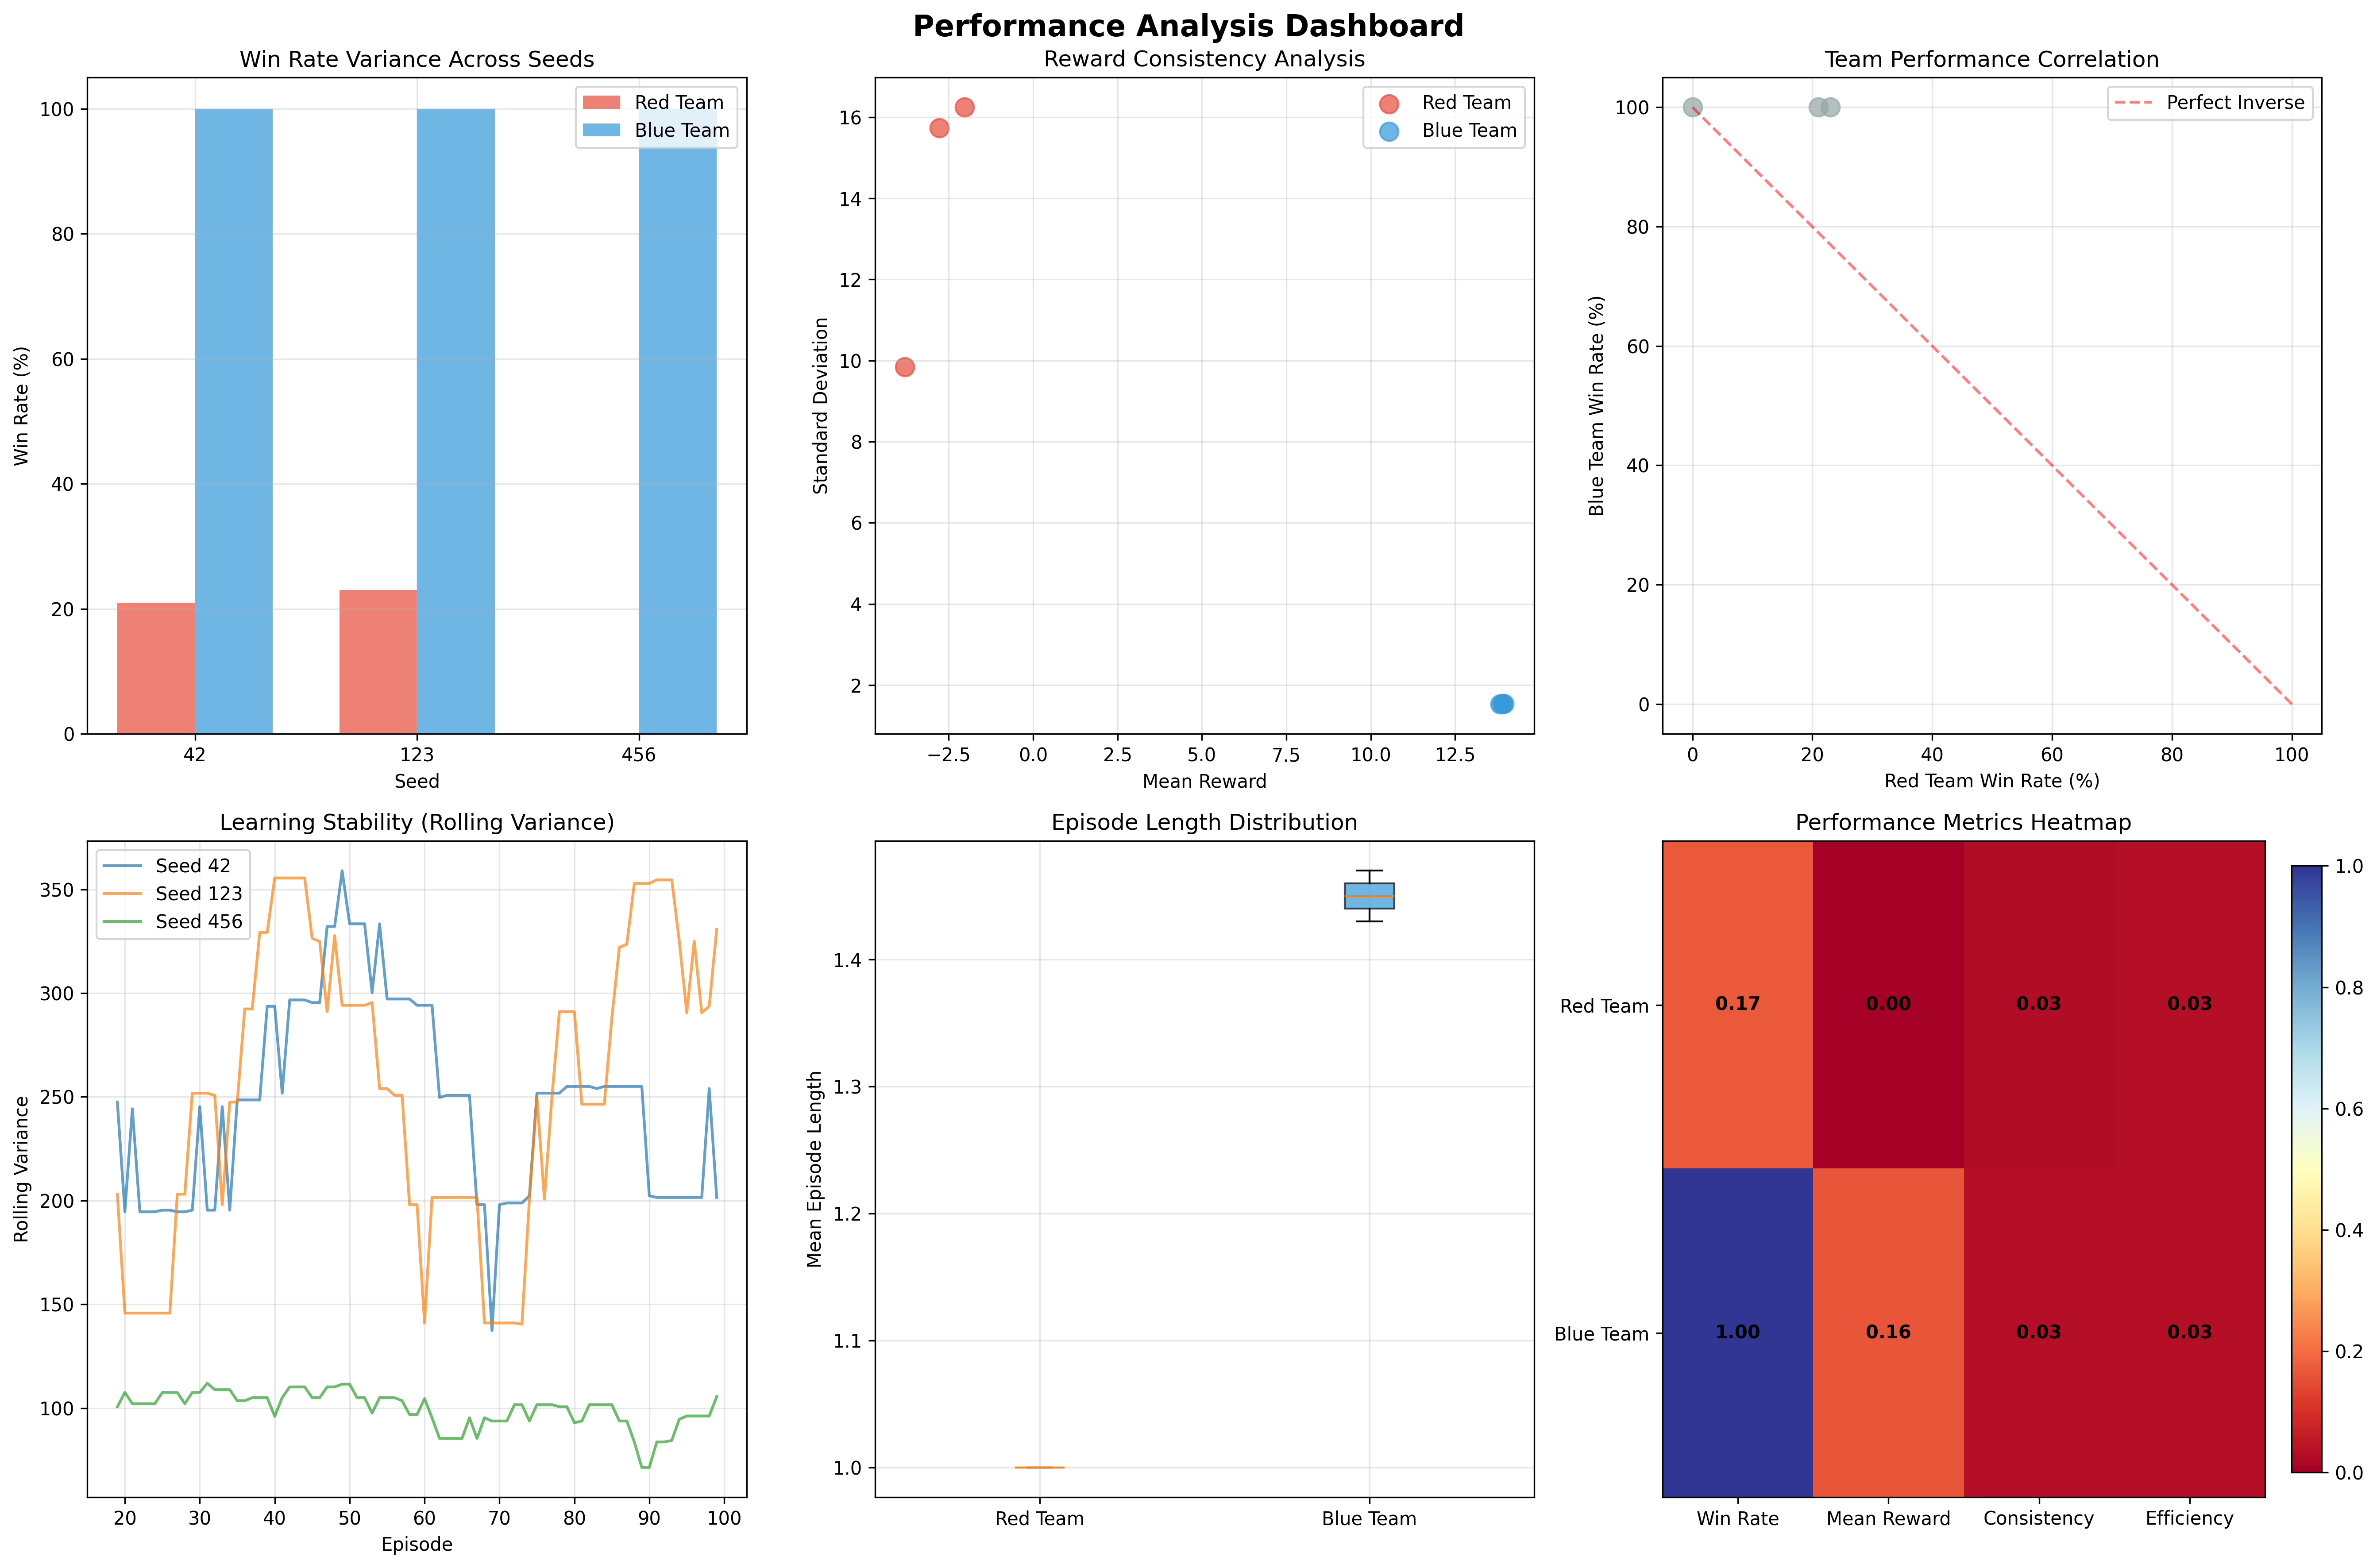 Performance Analysis Dashboard
Win Rate Variance Across Seeds
Red Team
Blue Team
100
80
60
40
20
0
Win Rate (%)
42
123
456
Seed
Reward Consistency Analysis
Red Team
Blue Team
16
14
12
10
8
6
4
2
Standard Deviation
−2.5
0.0
2.5
5.0
7.5
10.0
12.5
Mean Reward
Team Performance Correlation
Perfect Inverse
100
80
60
40
20
0
Blue Team Win Rate (%)
0
20
40
60
80
100
Red Team Win Rate (%)
Learning Stability (Rolling Variance)
Seed 42
Seed 123
Seed 456
350
300
250
200
150
100
Rolling Variance
20
30
40
50
60
70
80
90
100
Episode
Episode Length Distribution
1.4
1.3
1.2
1.1
1.0
Mean Episode Length
Red Team
Blue Team
Performance Metrics Heatmap
Red Team
0.17
0.00
0.03
0.03
Blue Team
1.00
0.16
0.03
0.03
Win Rate
Mean Reward
Consistency
Efficiency
1.0
0.8
0.6
0.4
0.2
0.0